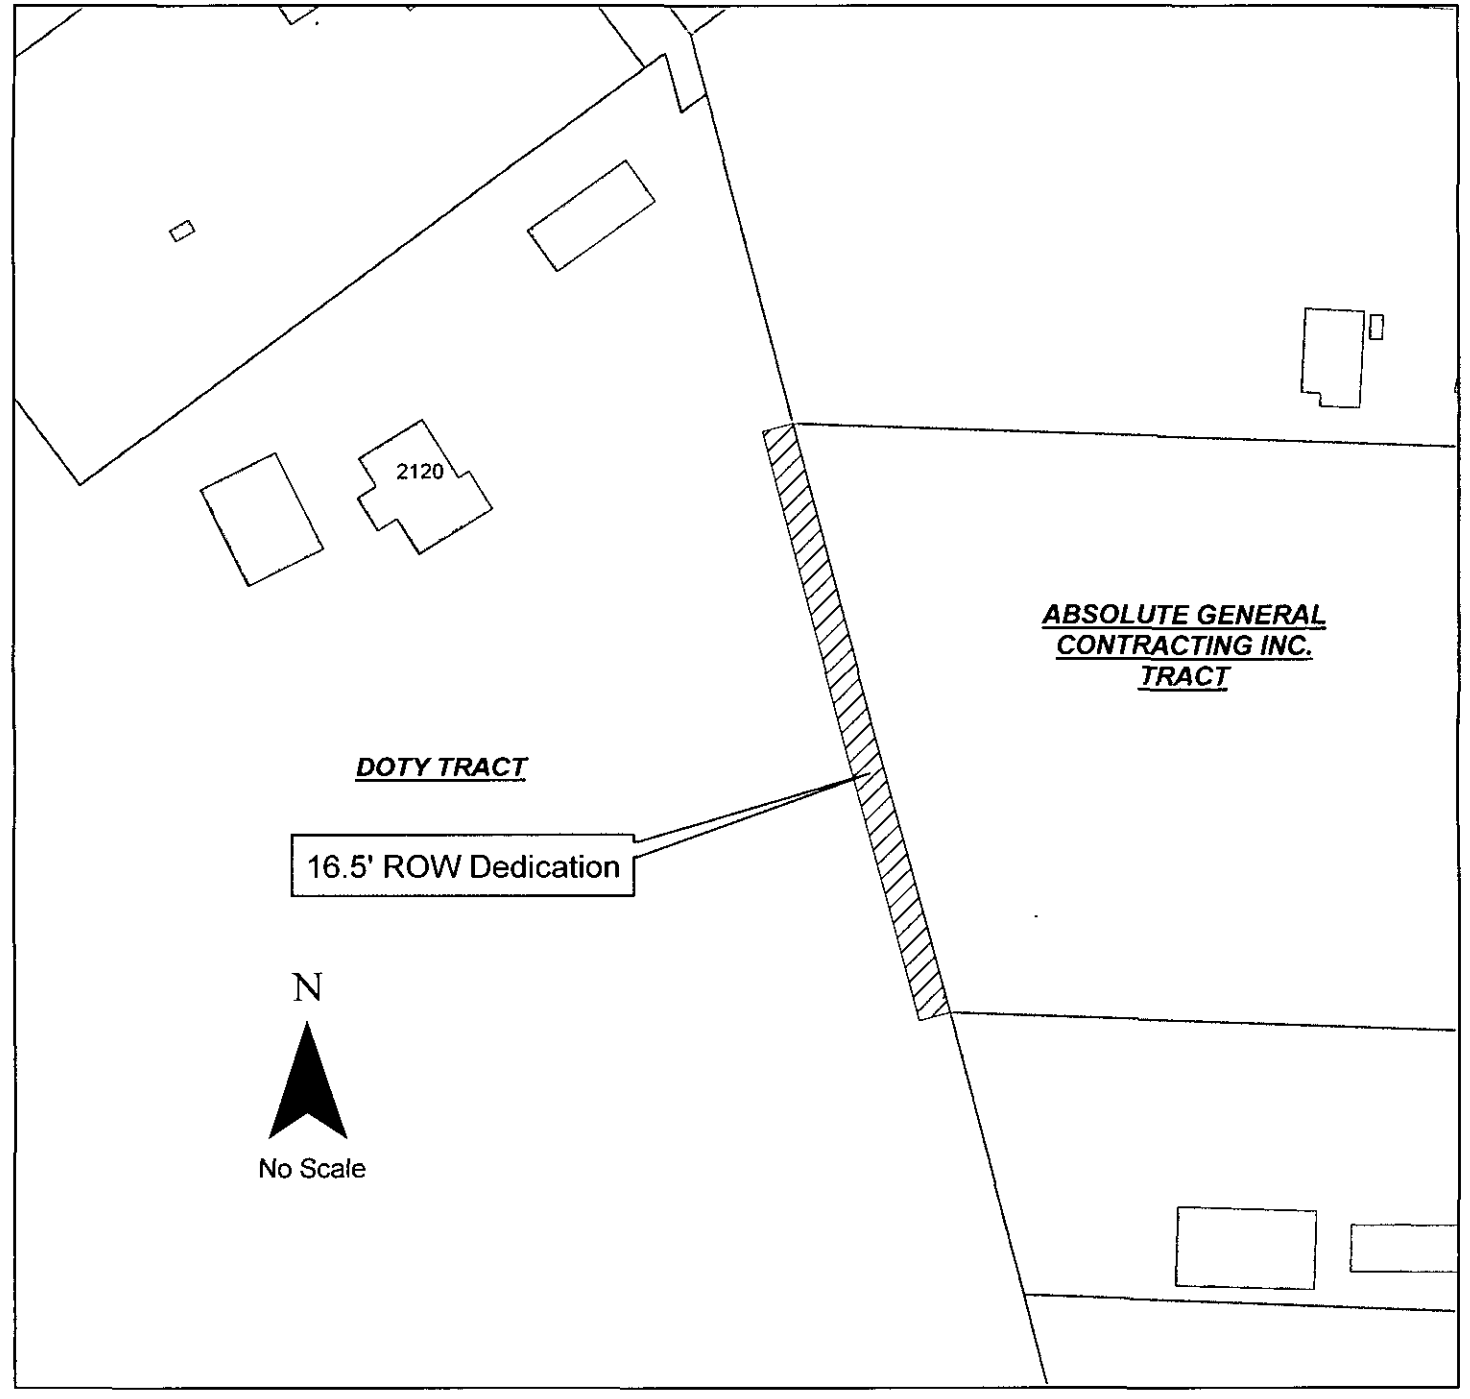 2120
ABSOLUTE GENERAL
CONTRACTING INC.
TRACT
DOTY TRACT
16.5' ROW Dedication
N
No Scale